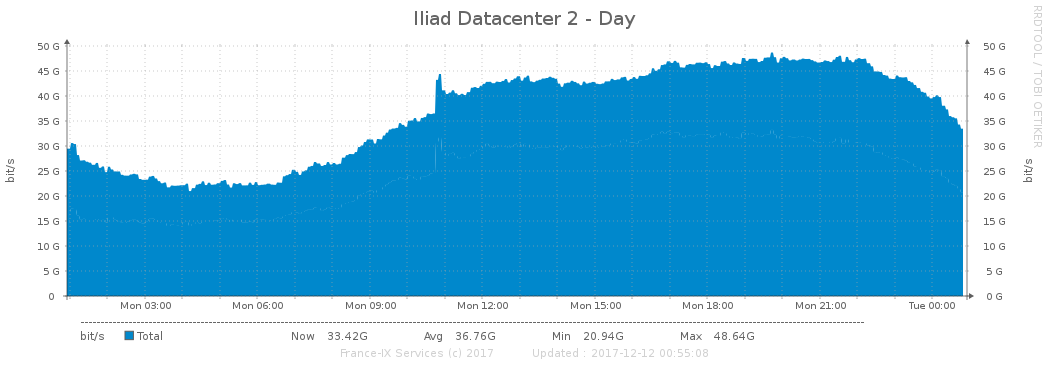 Iliad Datacenter 2 - Day
RRDTOOL / TOBI OETIKER
50 G 50 G
45 G 45 G
40 G 40 G
35 G 35 G
30 G 30 G
25 G 25 G
20 G 20 G
15 G 15 G
10 G 10 G
5 G 5 G
0 0 G
bit/s
bit/s
Mon 03:00 Mon 06:00 Mon 09:00 Mon 12:00 Mon 15:00 Mon 18:00 Mon 21:00 Tue 00:00
bit/s Total Now 33.42G Avg 36.76G Min 20.94G Max 48.64G
France-IX Services (c) 2017 Updated : 2017-12-12 00:55:08